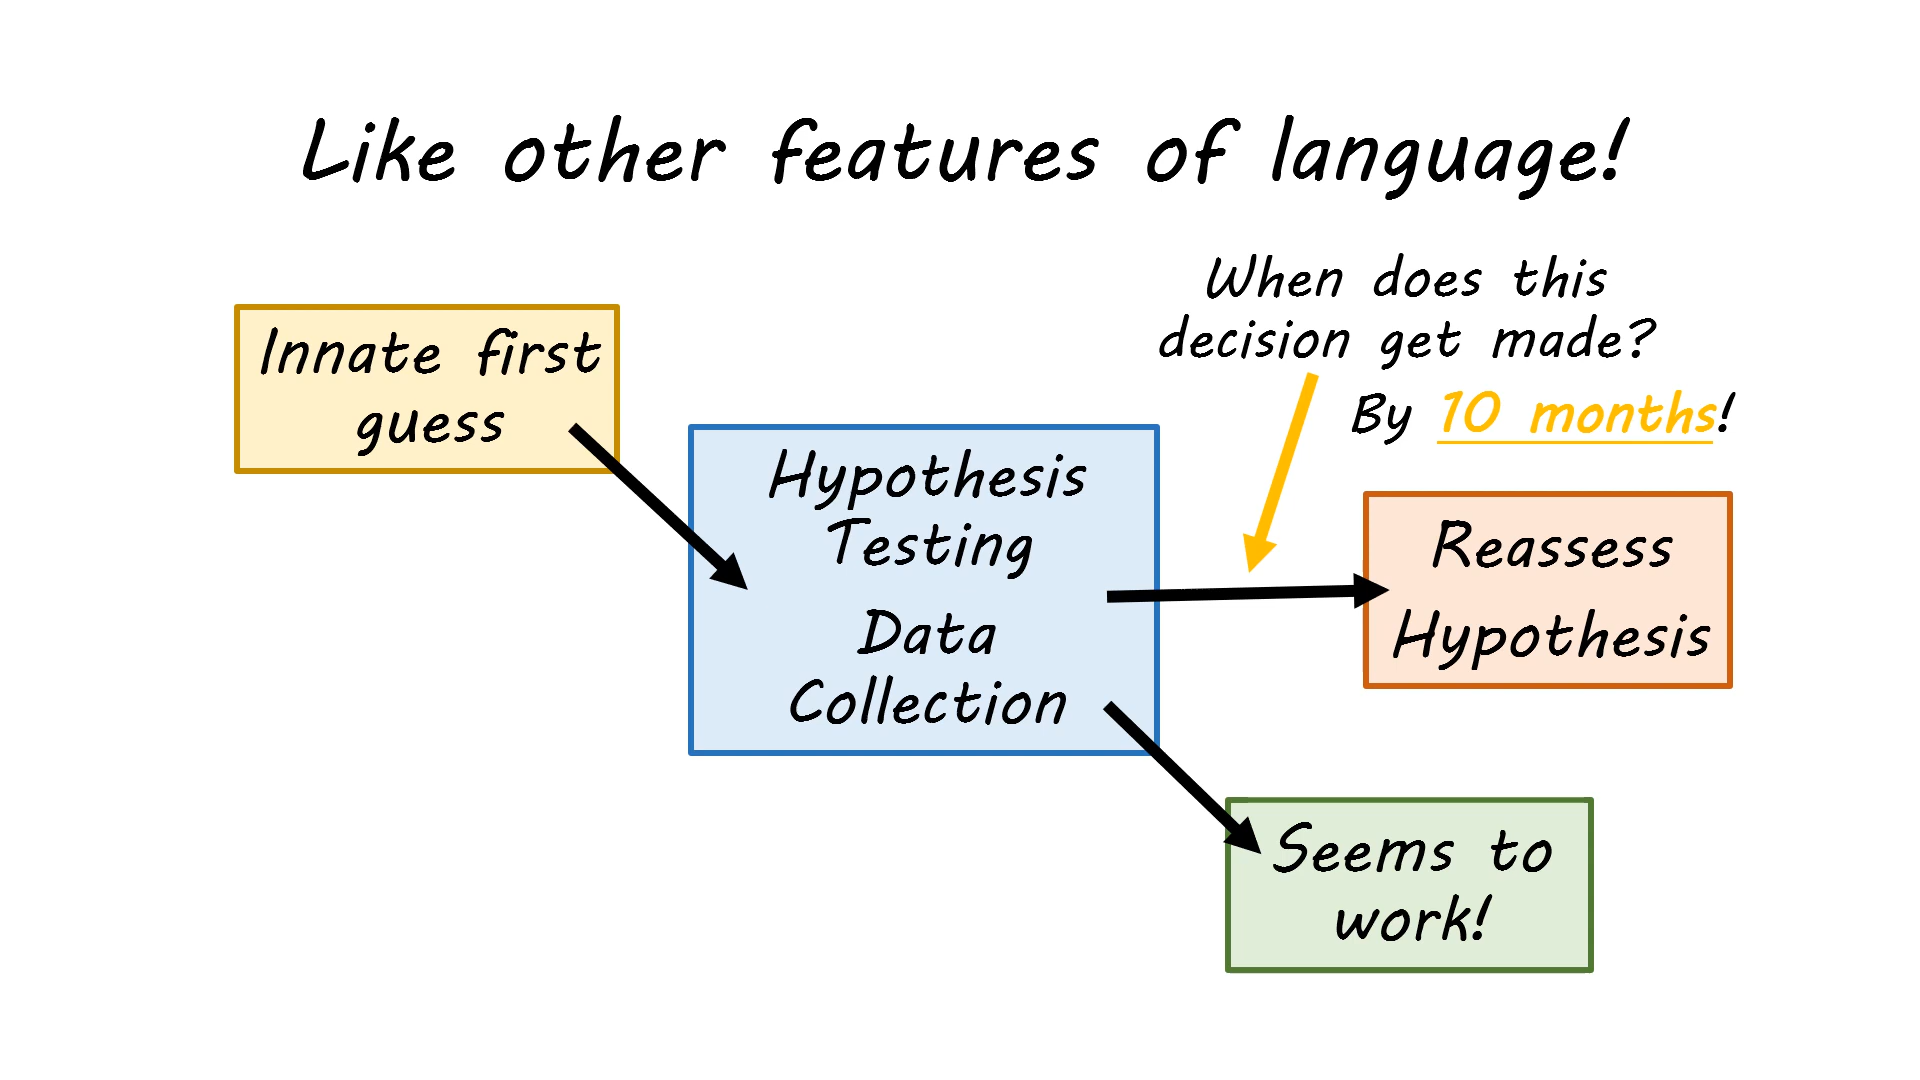 Like other features of language!
When does this
decision get made?
By 10 months!
Innate first
guess
Hypothesis
Testing
Data
Collection
Reassess
Hypothesis
Seems to
work!